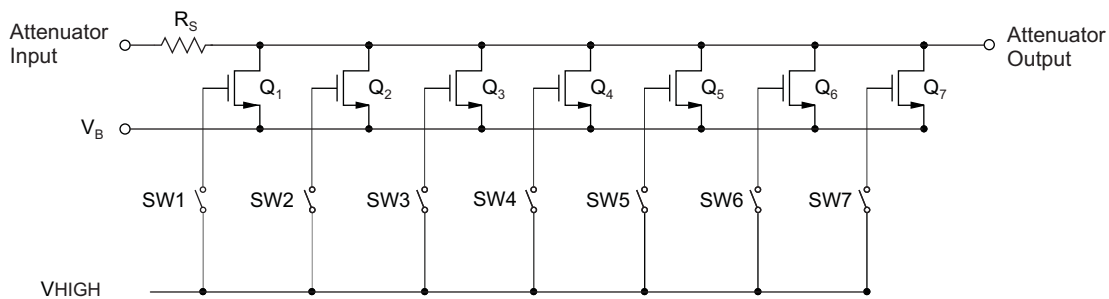 Attenuator
Input
R_S
Attenuator
Output
Q_1
Q_2
Q_3
Q_4
Q_5
Q_6
Q_7
V_B
SW1
SW2
SW3
SW4
SW5
SW6
SW7
VHIGH